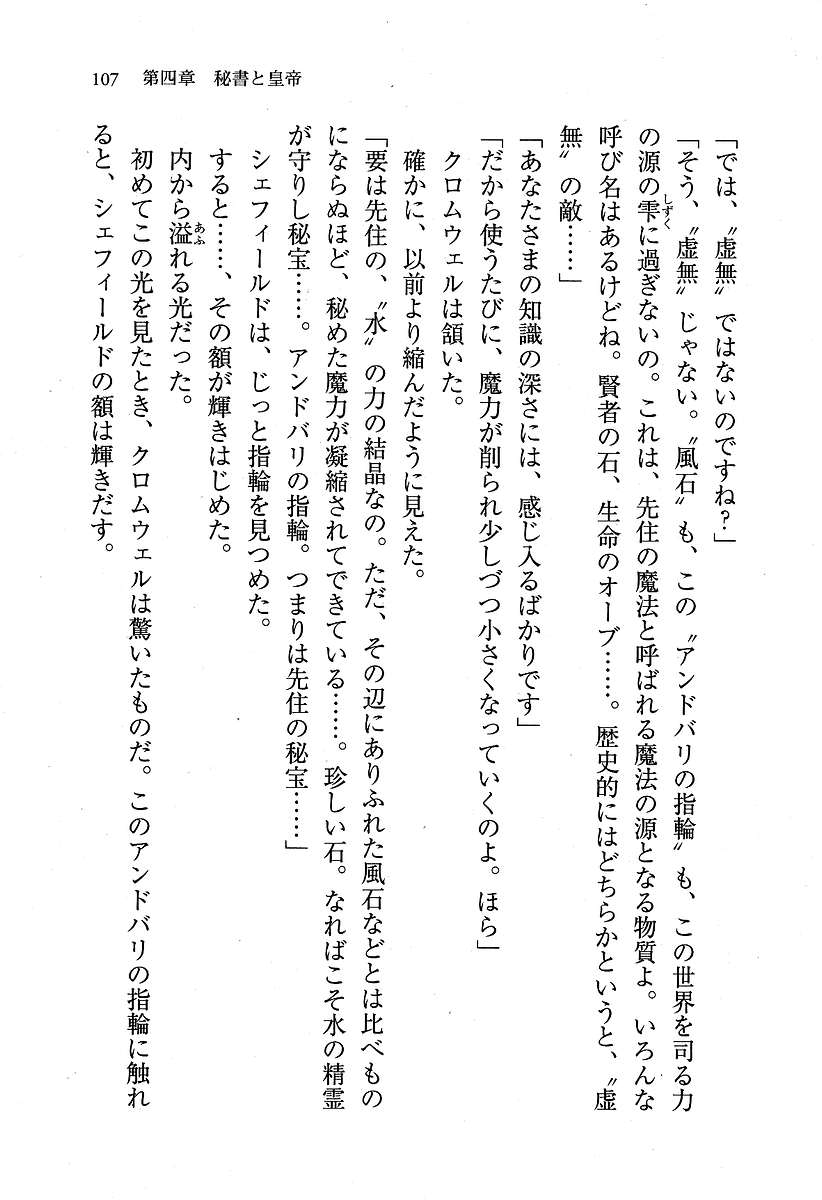 107　第四章　秘書と皇帝
「では、〝虚無〟ではないのですね？」
「そう、〝虚無〟じゃない。〝風石〟も、この〝アンドバリの指輪〟も、この世界を司る力
の源の雫に過ぎないの。これは、先住の魔法と呼ばれる魔法の源となる物質よ。いろんな
呼び名はあるけどね。賢者の石、生命のオーブ……。歴史的にはどちらかというと、〝虚
無〟の敵……」
「あなたさまの知識の深さには、感じ入るばかりです」
「だから使うたびに、魔力が削られ少しづつ小さくなっていくのよ。ほら」
クロムウェルは頷いた。
確かに、以前より縮んだように見えた。
「要は先住の、〝水〟の力の結晶なの。ただ、その辺にありふれた風石などとは比べもの
にならぬほど、秘めた魔力が凝縮されてできている……。珍しい石。なればこそ水の精霊
が守りし秘宝……。アンドバリの指輪。つまりは先住の秘宝……」
シェフィールドは、じっと指輪を見つめた。
すると……、その額が輝きはじめた。
内から溢れる光だった。
初めてこの光を見たとき、クロムウェルは驚いたものだ。このアンドバリの指輪に触れ
ると、シェフィールドの額は輝きだす。